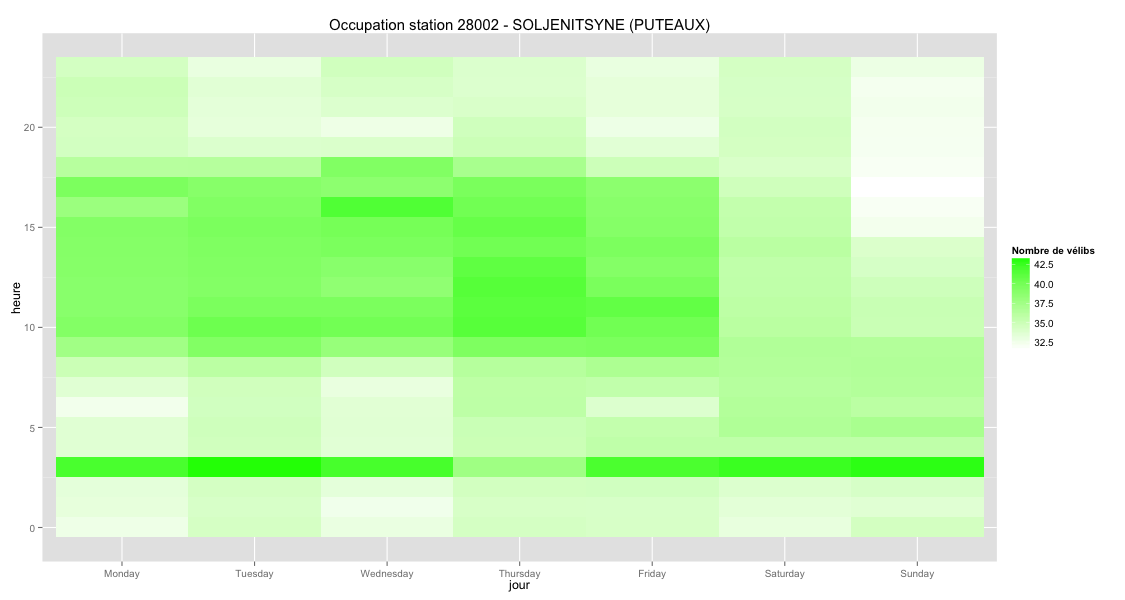 Occupation station 28002 - SOLJENITSYNE (PUTEAUX)
20
15
10
5
0
heure
Monday Tuesday Wednesday Thursday Friday Saturday Sunday
jour
Nombre de vélibs
42.5
40.0
37.5
35.0
32.5